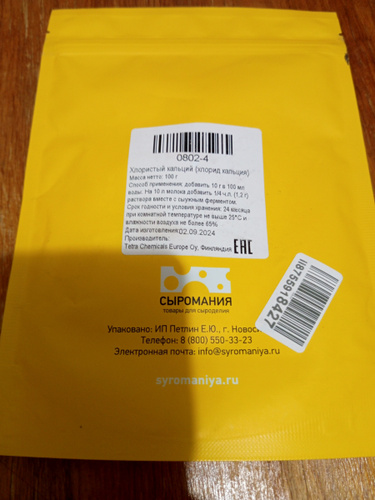 0802-4
Хлористый кальций (хлорид кальция)
Масса нетто: 100 г
Способ применения: добавить 10 г в 100 мл
воды. На 10 л молока добавить 1/4 ч.л. (1,2 г)
раствора вместе с сычужным ферментом.
Срок годности и условия хранения: 24 месяца
при комнатной температуре не выше 25°С и
влажности воздуха не более 65%.
Дата изготовления:02.09.2024
Производитель:
Tetra Chemicals Europe Oy, Финляндия
EAC
СЫРОМАНИЯ
товары для сыроделия
Упаковано: ИП Петлин Е.Ю., г.
Телефон: 8 (800) 550-33-23
Электронная почта: info@syromaniya.ru
syromaniya.ru
8427